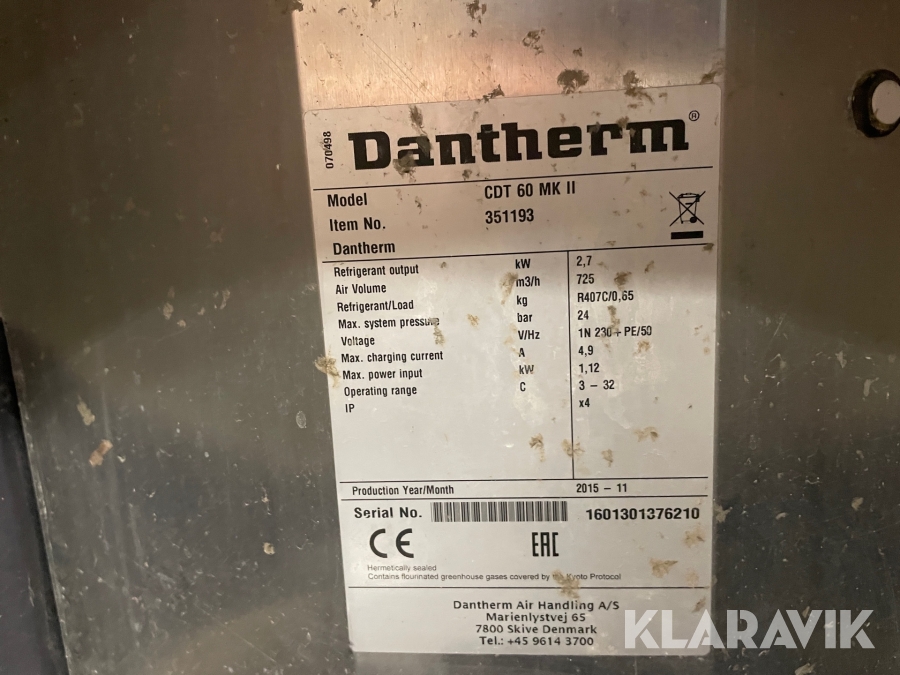 070498
Dantherm®
Model CDT 60 MK II
Item No. 351193
Dantherm
Refrigerant output kW 2,7
Air Volume m3/h 725
Refrigerant/Load kg R407C/0,65
Max. system pressure bar 24
Voltage V/Hz 1N 230 + PE/50
Max. charging current A 4,9
Max. power input kW 1,12
Operating range C 3 – 32
IP x4
Production Year/Month 2015 – 11
Serial No. 1601301376210
CE EAC
Hermetically sealed
Contains flourinated greenhouse gases covered by the Kyoto Protocol
Dantherm Air Handling A/S
Marienlystvej 65
7800 Skive Denmark
Tel.: +45 9614 3700
KLARAVIK